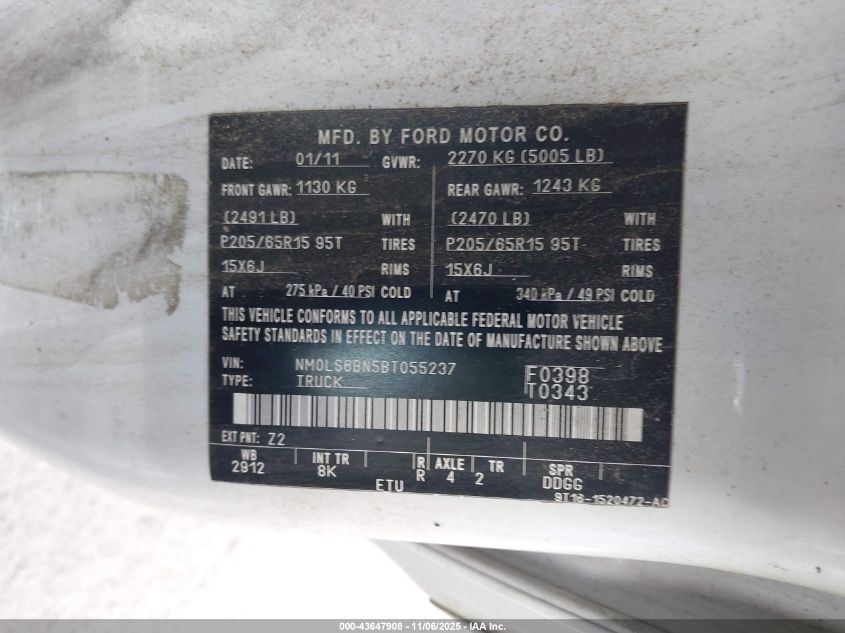 MFD. BY FORD MOTOR CO.
DATE: 01/11 GVWR: 2270 KG (5005 LB)
FRONT GAWR: 1130 KG REAR GAWR: 1243 KG
(2491 LB) WITH (2470 LB) WITH
P205/65R15 95T TIRES P205/65R15 95T TIRES
15X6J RIMS 15X6J RIMS
AT 275 kPa / 40 PSI COLD AT 340 kPa / 49 PSI COLD
THIS VEHICLE CONFORMS TO ALL APPLICABLE FEDERAL MOTOR VEHICLE
SAFETY STANDARDS IN EFFECT ON THE DATE OF MANUFACTURE SHOWN ABOVE
VIN: NM0LS6BN5BT055237 F0398
TYPE: TRUCK T0343
EXT PNT: Z2
WB INT TR R AXLE TR SPR
2912 8K R 4 2 DDGG
ETU 9T16-1520472-AC
000-43647908 - 11/06/2025 - IAA Inc.